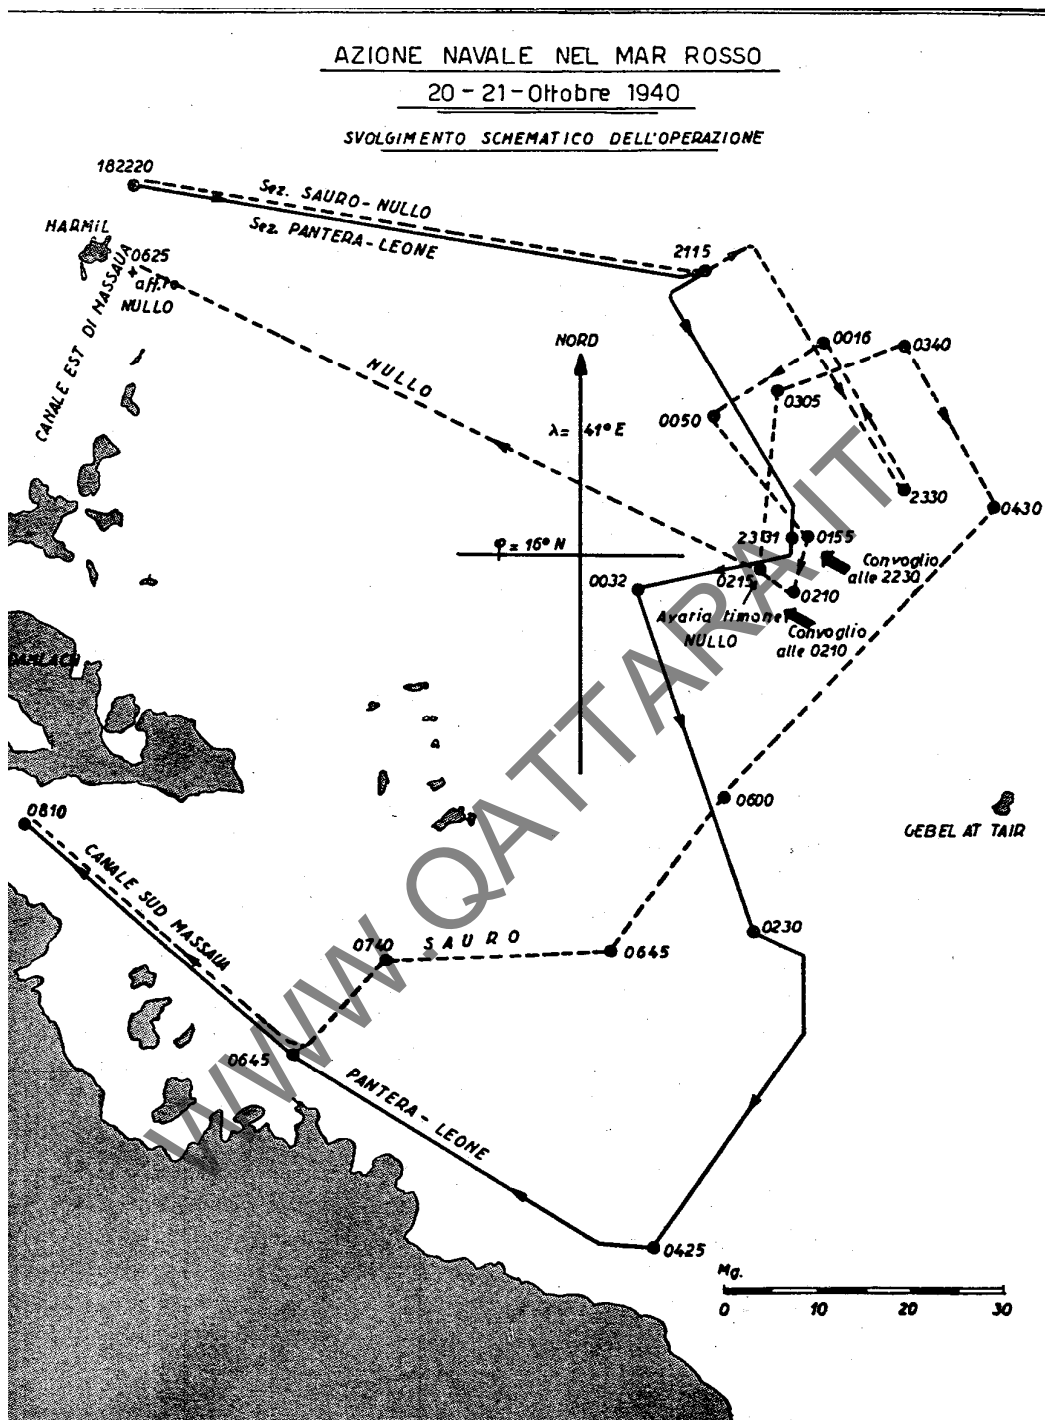 AZIONE NAVALE NEL MAR ROSSO
20-21-Ottobre 1940
SVOLGIMENTO SCHEMATICO DELL'OPERAZIONE
182220
Sez. SAURO-NULLO
Sez. PANTERA-LEONE
HARMIL
0625
aff.
NULLO
CANALE EST DI MASSAUA
2115
NORD
λ= 41° E
0016
0340
0305
0050
NULLO
2330
0430
2331
0155
φ = 16° N
Convoglio
alle 2230
0032
0215
0210
Avaria timone
NULLO
Convoglio
alle 0210
DAHLACH
0600
GEBEL AT TAIR
0810
CANALE SUD MASSAUA
0230
0740
SAURO
0645
0645
PANTERA-LEONE
0425
Mg.
0 10 20 30
WWW.QATTARA.IT